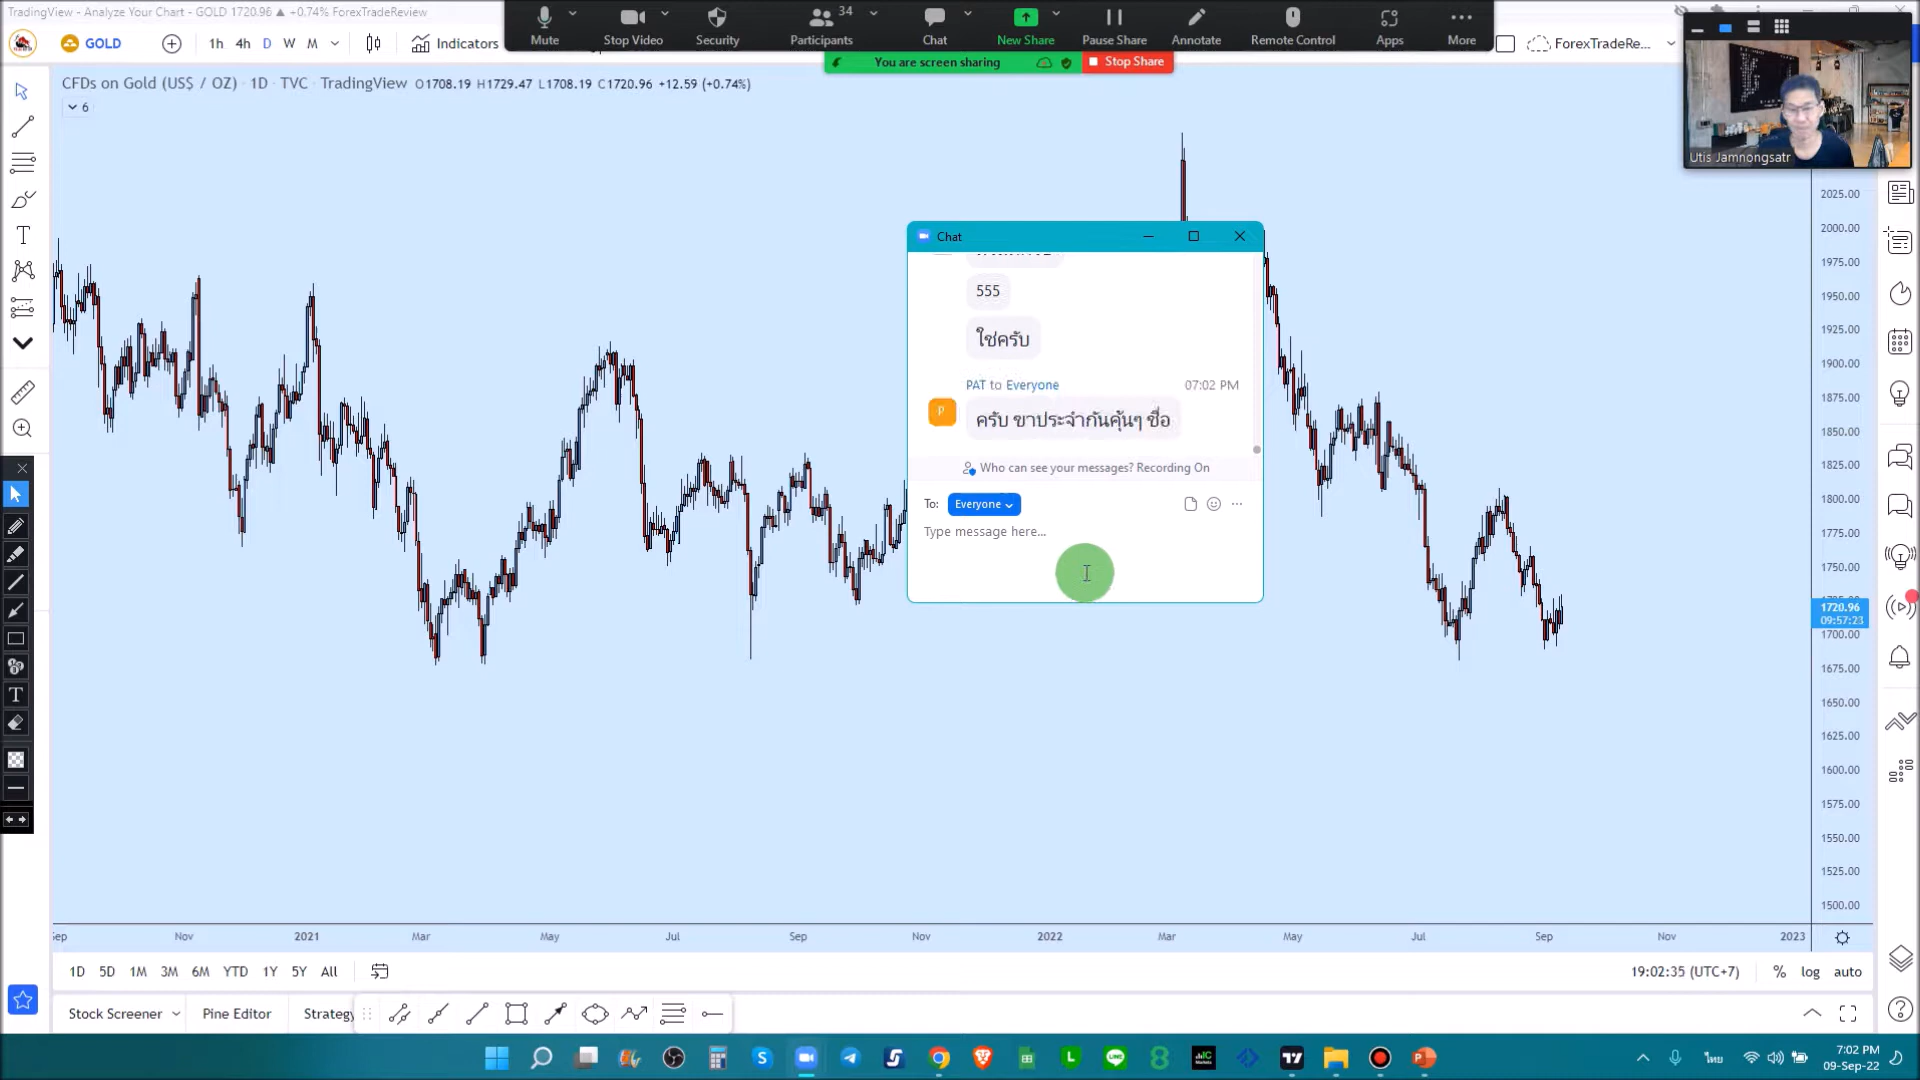 TradingView - Analyze Your Chart - GOLD 1720.96 ▲ +0.74% ForexTradeReview
Mute
Stop Video
Security
34
Participants
Chat
New Share
Pause Share
Annotate
Remote Control
Apps
More
GOLD
1h 4h D W M
Indicators
ForexTradeRe...
You are screen sharing
Stop Share
CFDs on Gold (US$ / OZ) · 1D · TVC · TradingView O1708.19 H1729.47 L1708.19 C1720.96 +12.59 (+0.74%)
6
Utis Jamnongsatr
Chat
555
ใช่ครับ
PAT to Everyone 07:02 PM
P
ครับ ขาประจำกันคุ้นๆ ชื่อ
Who can see your messages? Recording On
To: Everyone
Type message here...
2025.00
2000.00
1975.00
1950.00
1925.00
1900.00
1875.00
1850.00
1825.00
1800.00
1775.00
1750.00
1720.96
09:57:23
1700.00
1675.00
1650.00
1625.00
1600.00
1575.00
1550.00
1525.00
1500.00
Nov 2021 Mar May Jul Sep Nov 2022 Mar May Jul Sep Nov 2023
1D 5D 1M 3M 6M YTD 1Y 5Y All
19:02:35 (UTC+7) % log auto
Stock Screener Pine Editor Strategy
ไทย
7:02 PM
09-Sep-22